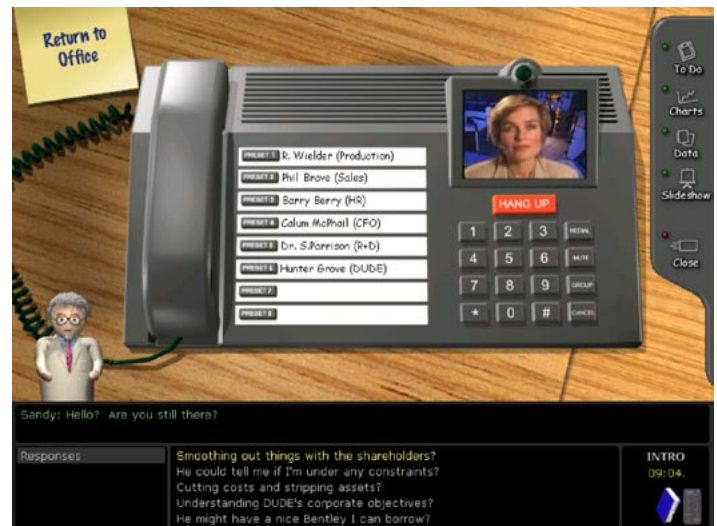 Return to
Office
To Do
Charts
Data
Slideshow
Close
PRESET 1 R. Wielder (Production)
PRESET 2 Phil Brave (Sales)
PRESET 3 Barry Berry (HR)
PRESET 4 Calum McPhail (CFO)
PRESET 5 Dr. S.Parrison (R+D)
PRESET 6 Hunter Grove (DUDE)
PRESET 7
PRESET 8
HANG UP
1 2 3 REDIAL
4 5 6 MUTE
7 8 9 GROUP
* 0 # CANCEL
Sandy: Hello? Are you still there?
Responses
Smoothing out things with the shareholders?
He could tell me if I'm under any constraints?
Cutting costs and stripping assets?
Understanding DUDE's corporate objectives?
He might have a nice Bentley I can borrow?
INTRO
09:04.